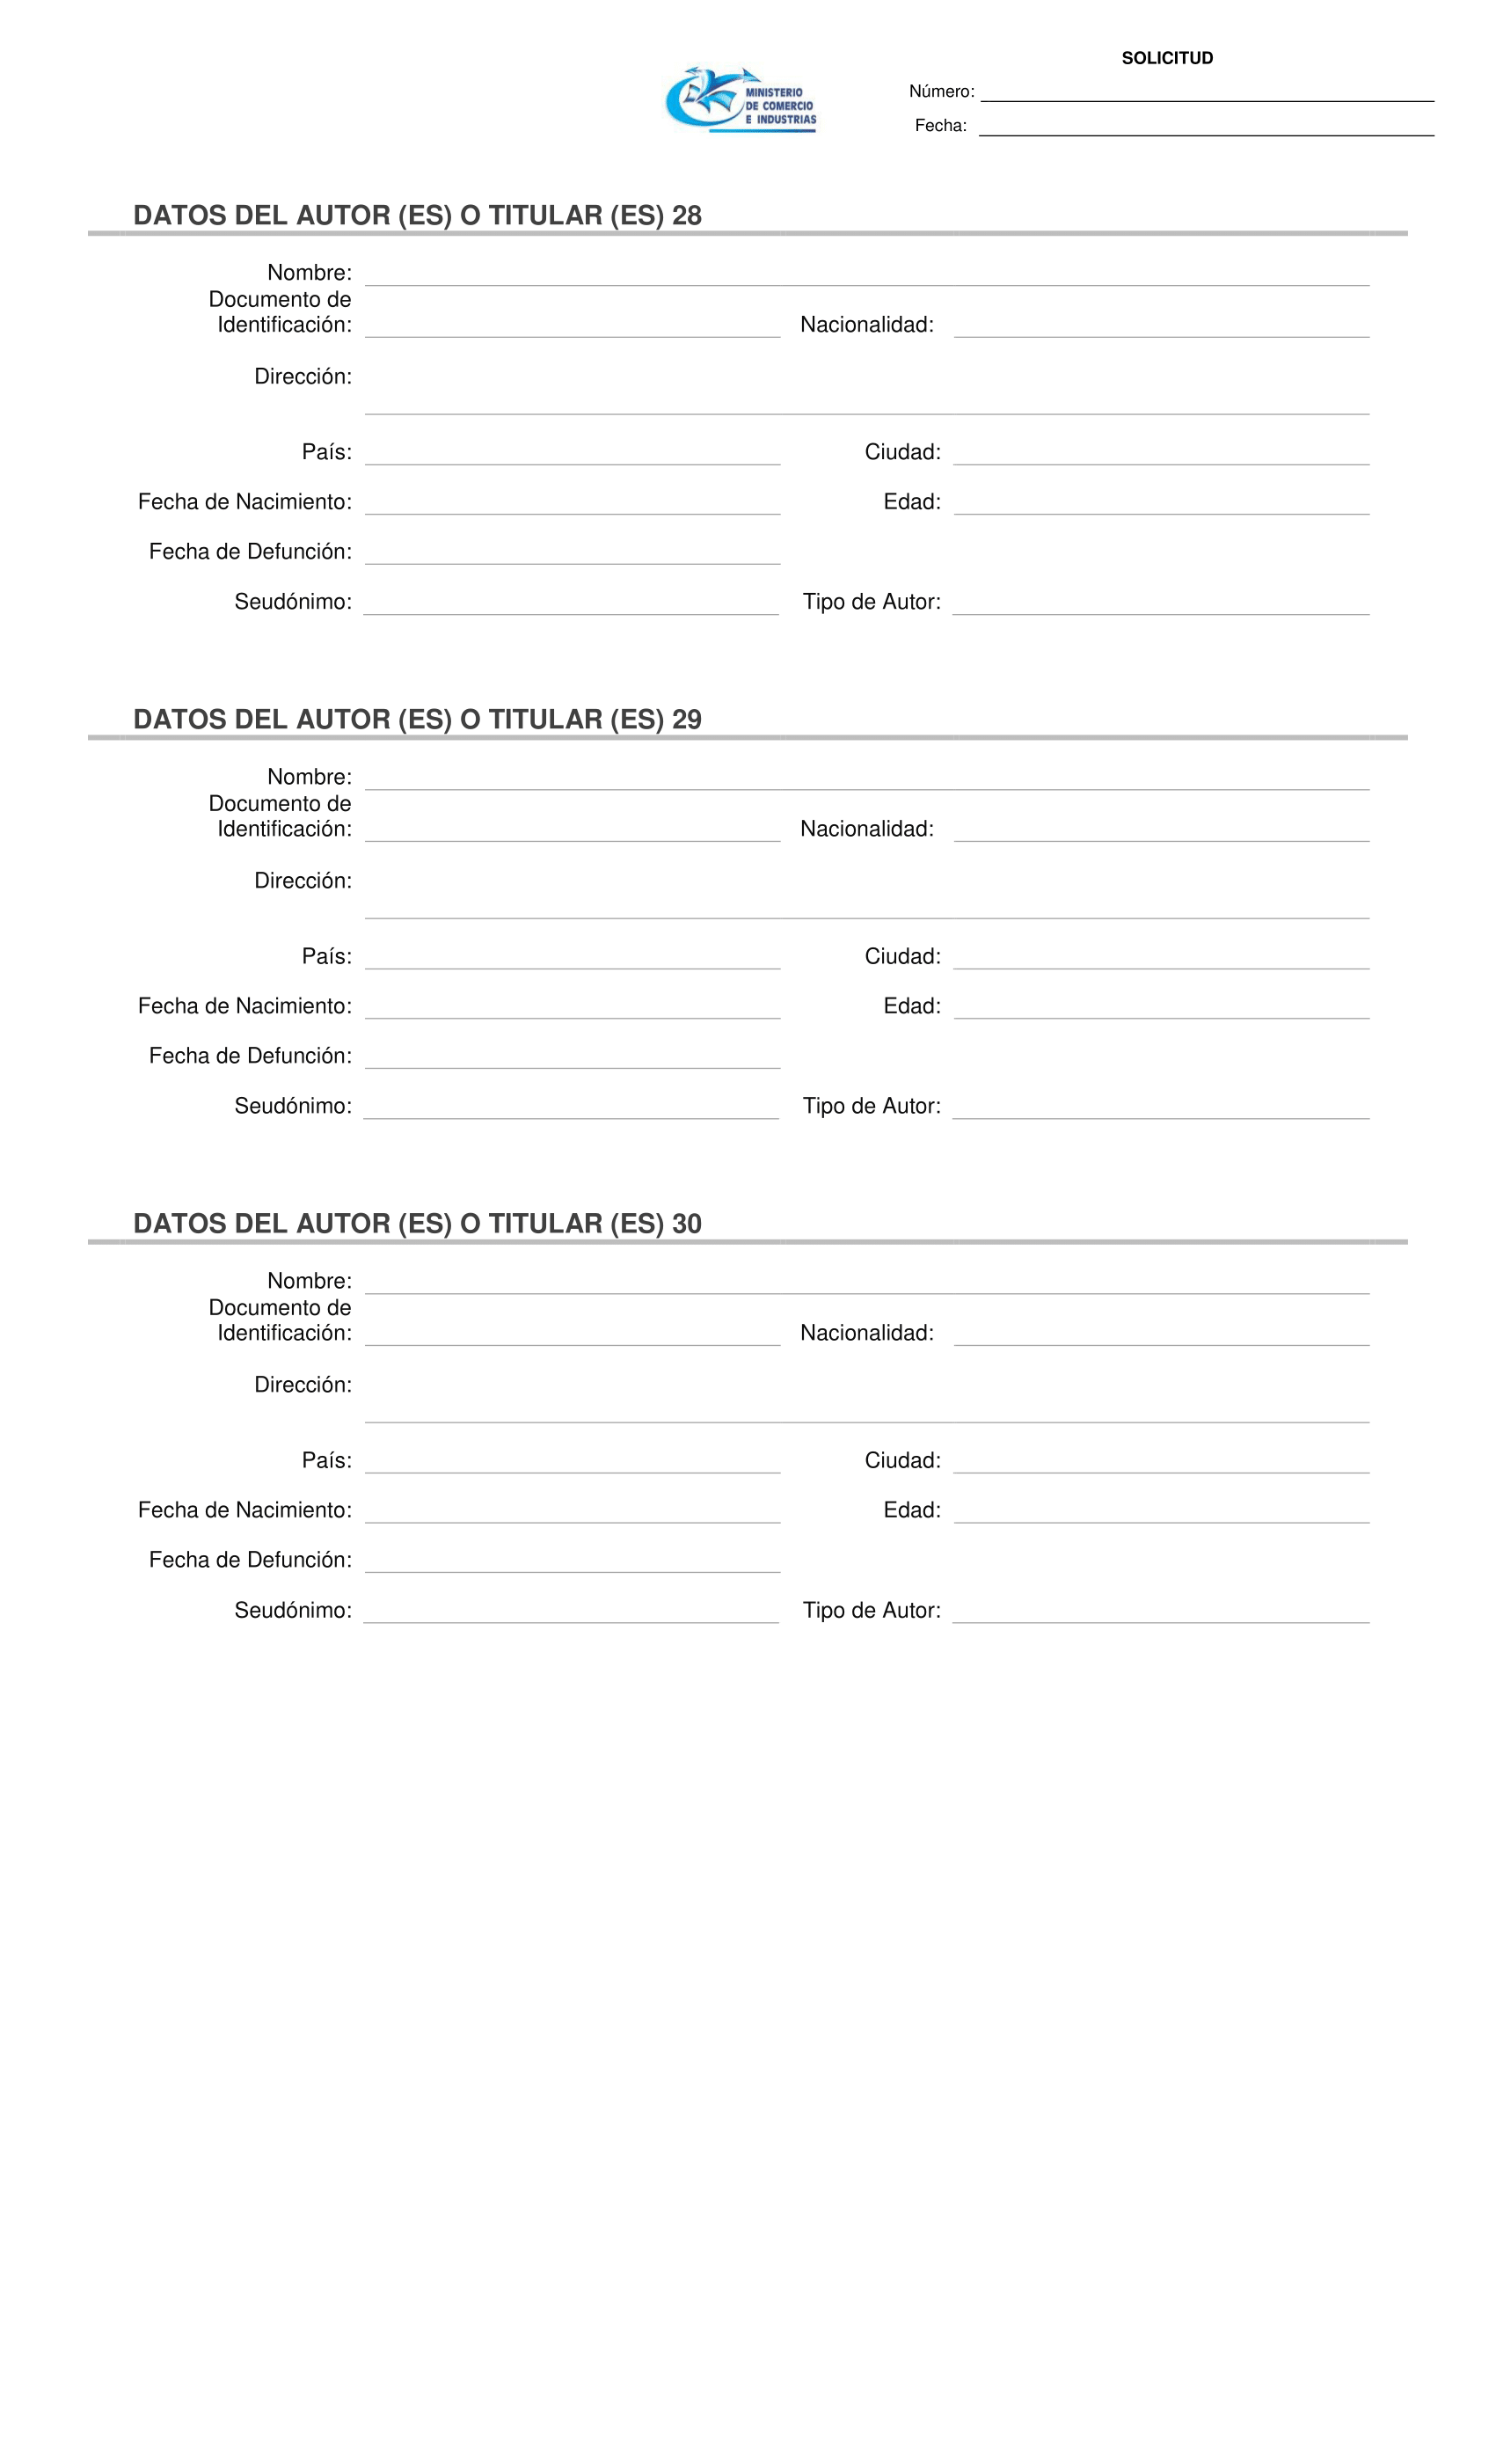 SOLICITUD
MINISTERIO
DE COMERCIO
E INDUSTRIAS
Número:
Fecha:
DATOS DEL AUTOR (ES) O TITULAR (ES) 28
Nombre:
Documento de
Identificación: Nacionalidad:
Dirección:
País: Ciudad:
Fecha de Nacimiento: Edad:
Fecha de Defunción:
Seudónimo: Tipo de Autor:
DATOS DEL AUTOR (ES) O TITULAR (ES) 29
Nombre:
Documento de
Identificación: Nacionalidad:
Dirección:
País: Ciudad:
Fecha de Nacimiento: Edad:
Fecha de Defunción:
Seudónimo: Tipo de Autor:
DATOS DEL AUTOR (ES) O TITULAR (ES) 30
Nombre:
Documento de
Identificación: Nacionalidad:
Dirección:
País: Ciudad:
Fecha de Nacimiento: Edad:
Fecha de Defunción:
Seudónimo: Tipo de Autor: